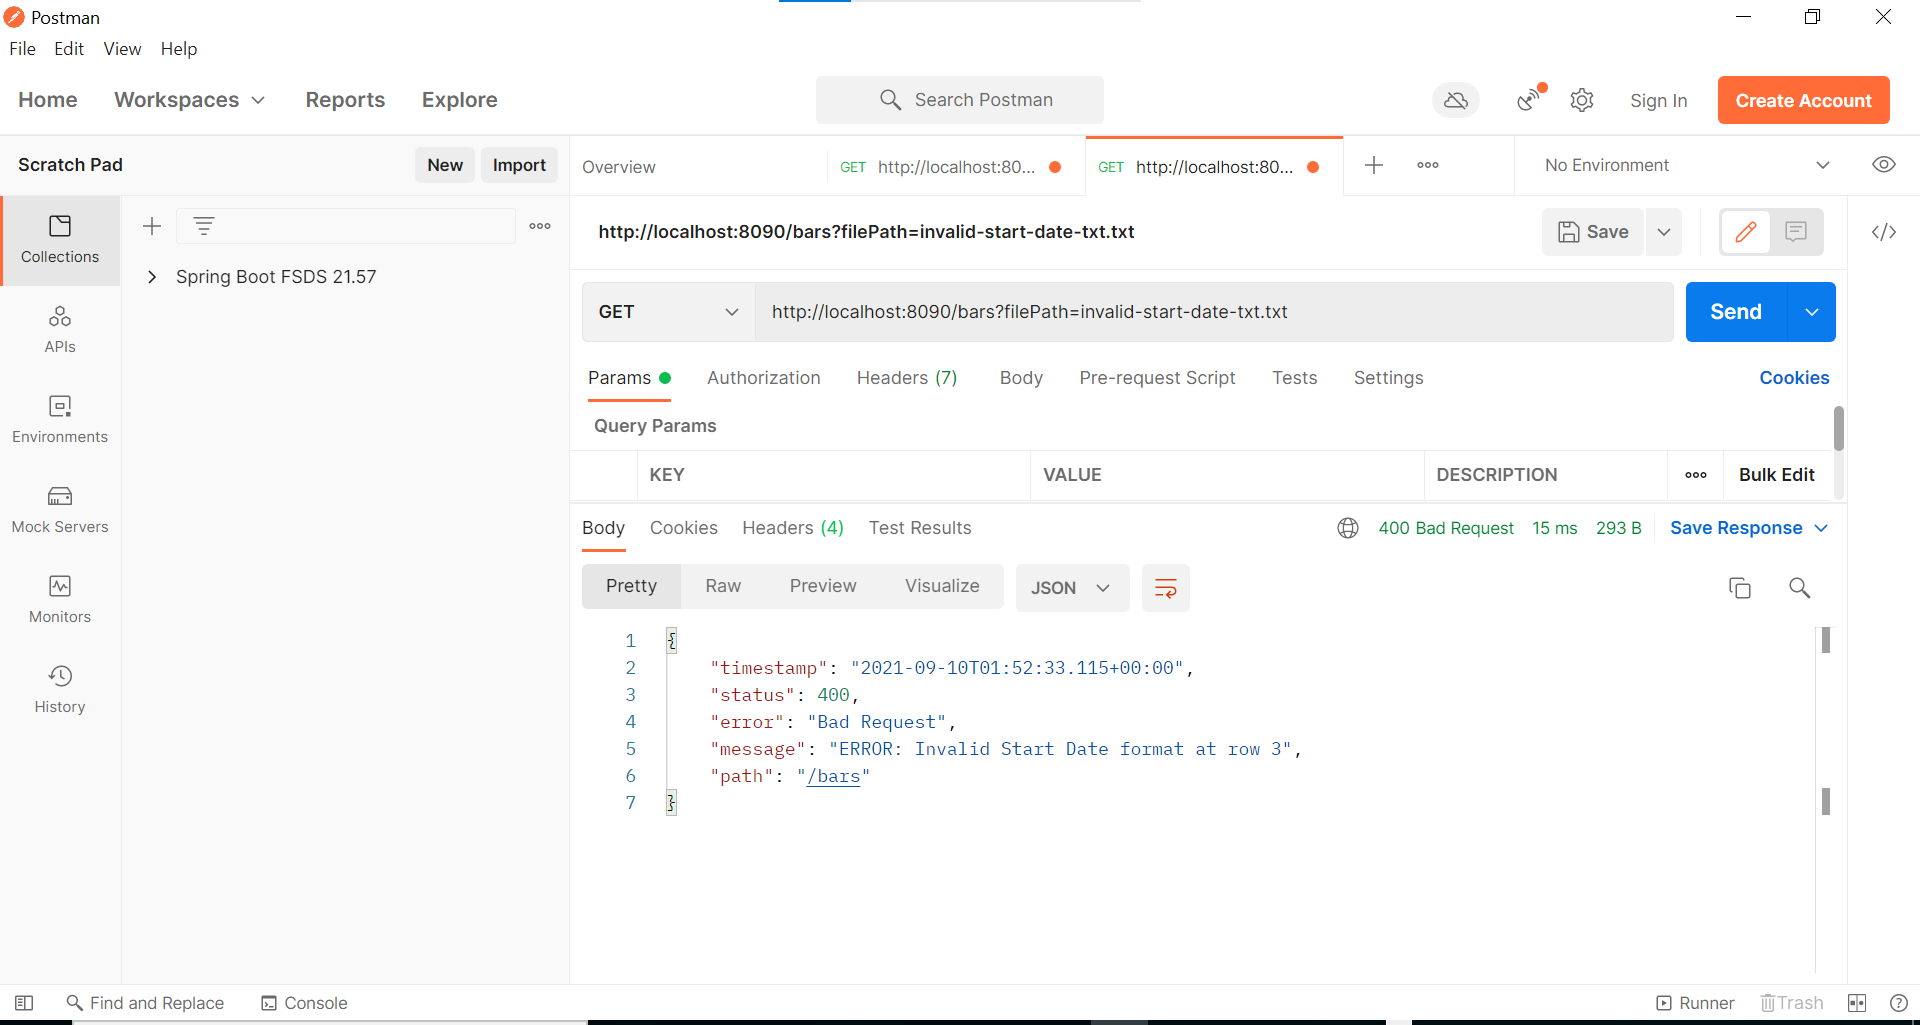 Postman
File Edit View Help
Home Workspaces Reports Explore
Search Postman
Sign In
Create Account
Scratch Pad
New
Import
Overview
GET http://localhost:80...
GET http://localhost:80...
No Environment
Collections
APIs
Environments
Mock Servers
Monitors
History
Spring Boot FSDS 21.57
http://localhost:8090/bars?filePath=invalid-start-date-txt.txt
Save
GET http://localhost:8090/bars?filePath=invalid-start-date-txt.txt
Send
Params Authorization Headers (7) Body Pre-request Script Tests Settings Cookies
Query Params
KEY VALUE DESCRIPTION Bulk Edit
Body Cookies Headers (4) Test Results 400 Bad Request 15 ms 293 B Save Response
Pretty Raw Preview Visualize JSON
1 {
2 "timestamp": "2021-09-10T01:52:33.115+00:00",
3 "status": 400,
4 "error": "Bad Request",
5 "message": "ERROR: Invalid Start Date format at row 3",
6 "path": "/bars"
7 }
Find and Replace Console Runner Trash